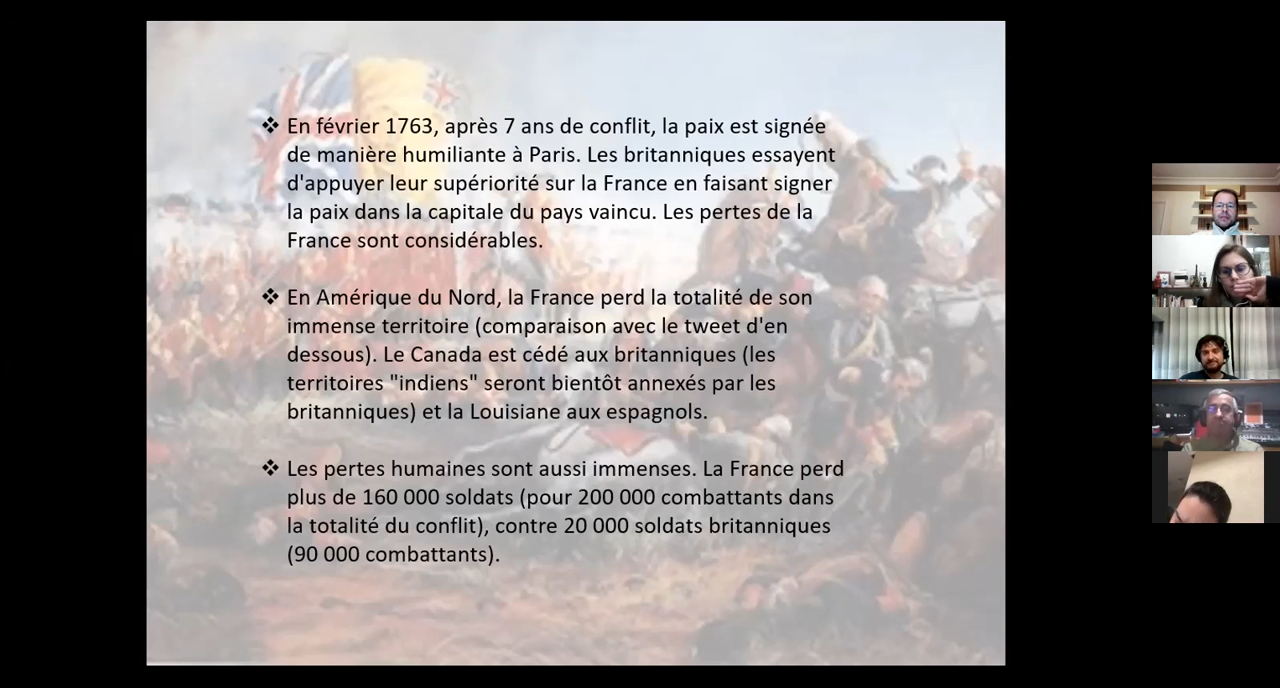 ❖ En février 1763, après 7 ans de conflit, la paix est signée
de manière humiliante à Paris. Les britanniques essayent
d'appuyer leur supériorité sur la France en faisant signer
la paix dans la capitale du pays vaincu. Les pertes de la
France sont considérables.
❖ En Amérique du Nord, la France perd la totalité de son
immense territoire (comparaison avec le tweet d'en
dessous). Le Canada est cédé aux britanniques (les
territoires "indiens" seront bientôt annexés par les
britanniques) et la Louisiane aux espagnols.
❖ Les pertes humaines sont aussi immenses. La France perd
plus de 160 000 soldats (pour 200 000 combattants dans
la totalité du conflit), contre 20 000 soldats britanniques
(90 000 combattants).